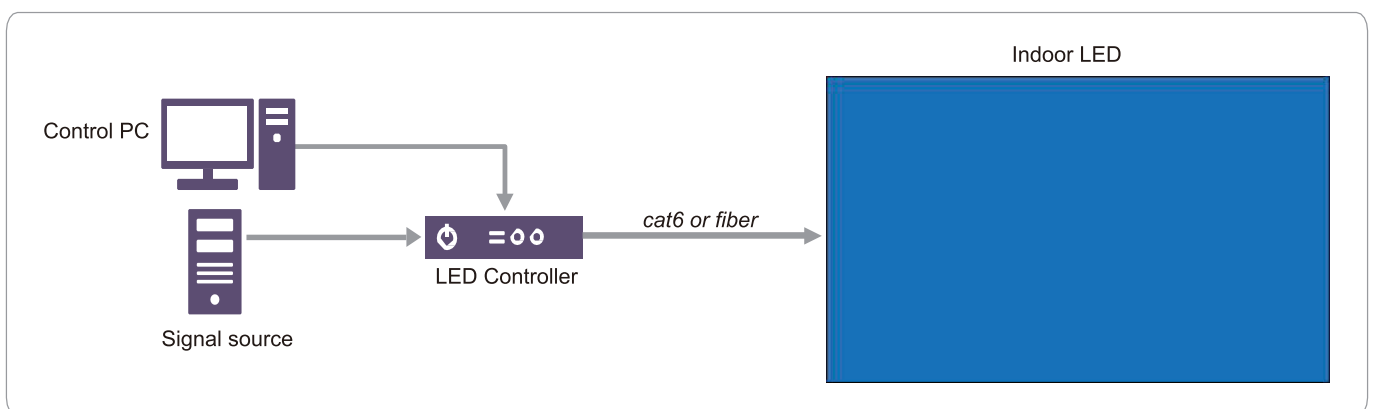 Indoor LED
Control PC
cat6 or fiber
LED Controller
Signal source